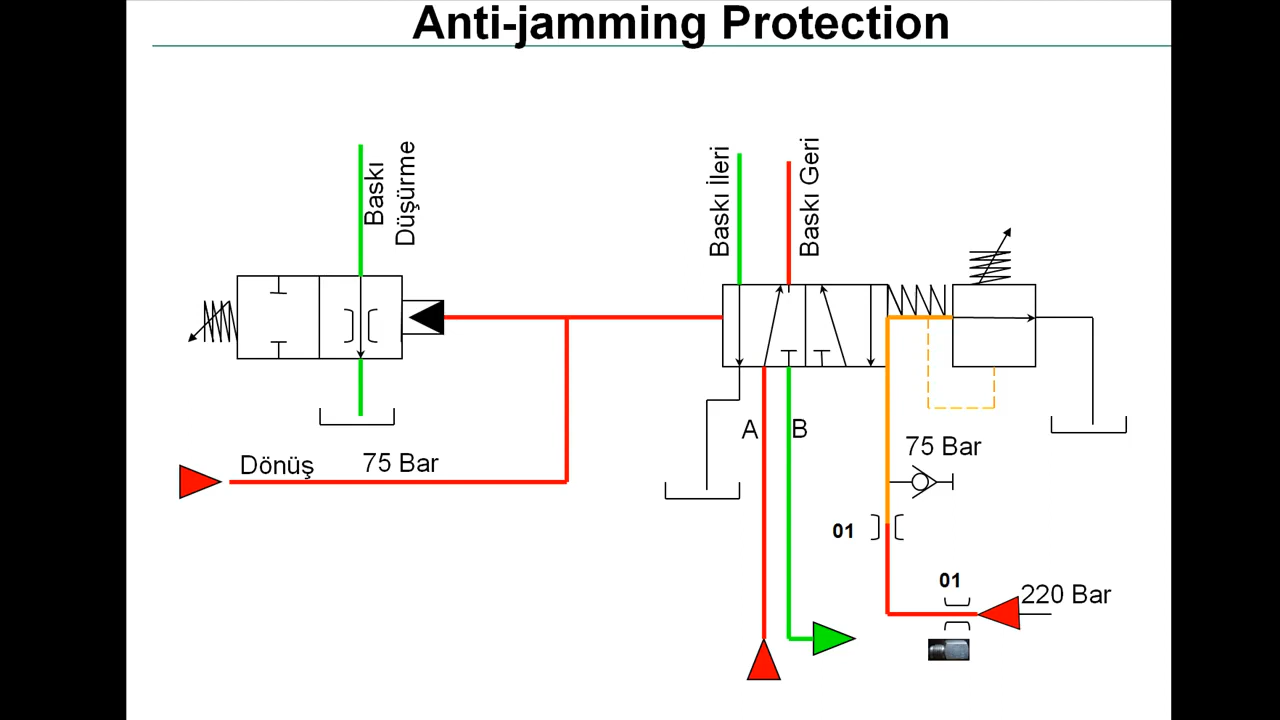 Anti-jamming Protection
Baskı
Düşürme
Baskı İleri
Baskı Geri
A
B
75 Bar
Dönüş
75 Bar
01
01
220 Bar